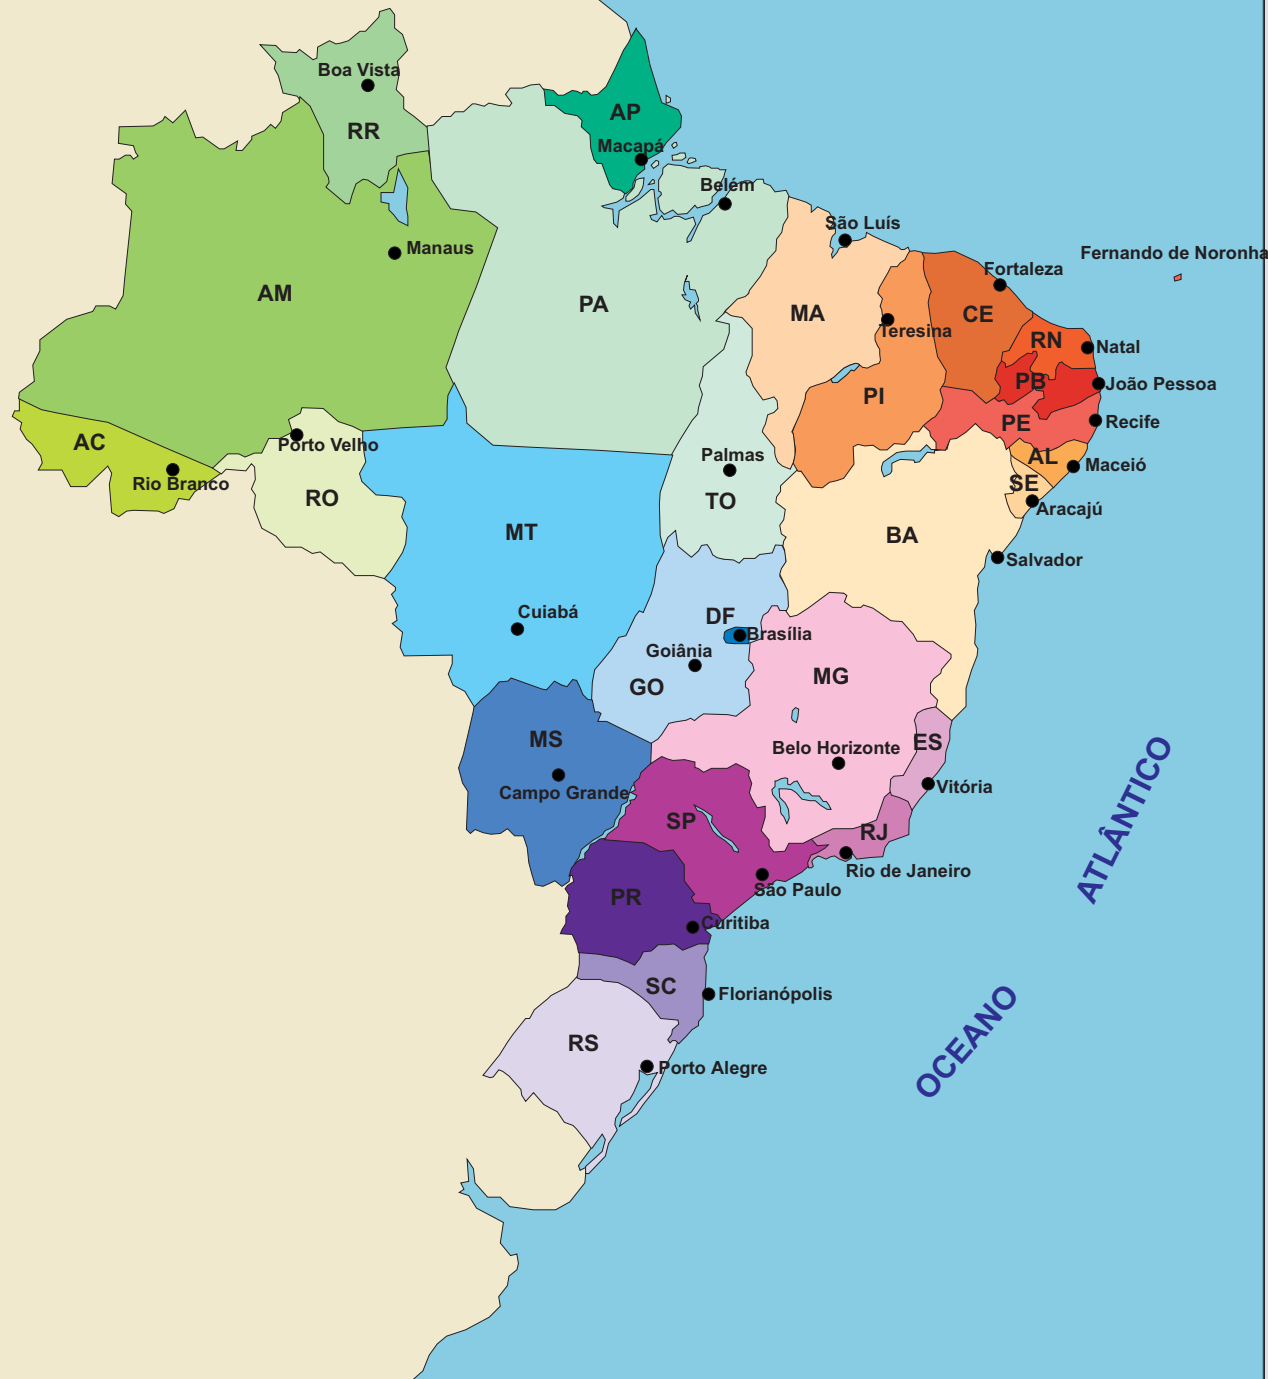 Boa Vista
RR
AP
Macapá
Belém
Manaus
AM
PA
São Luís
Fernando de Noronha
Fortaleza
MA
Teresina
CE
RN
Natal
PB
João Pessoa
PI
PE
Recife
AC
Porto Velho
Rio Branco
RO
Palmas
TO
AL
Maceió
SE
Aracajú
MT
BA
Salvador
Cuiabá
DF
Brasília
Goiânia
GO
MG
MS
Campo Grande
Belo Horizonte
ES
Vitória
SP
RJ
Rio de Janeiro
São Paulo
PR
Curitiba
SC
Florianópolis
RS
Porto Alegre
OCEANO
ATLÂNTICO